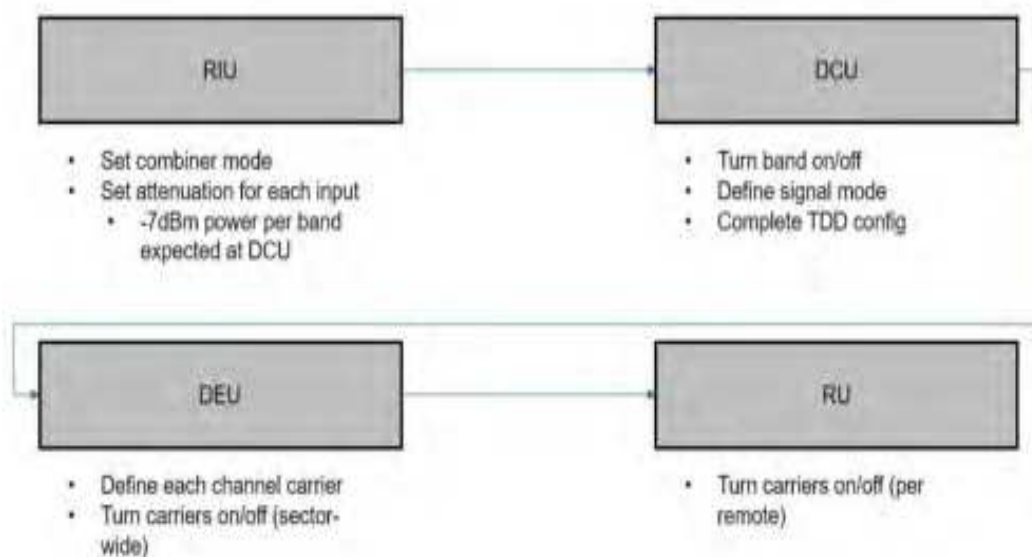 RIU
DCU
• Set combiner mode
• Set attenuation for each input
• -7dBm power per band
expected at DCU
• Turn band on/off
• Define signal mode
• Complete TDD config
DEU
RU
• Define each channel carrier
• Turn carriers on/off (sector-
wide)
• Turn carriers on/off (per
remote)